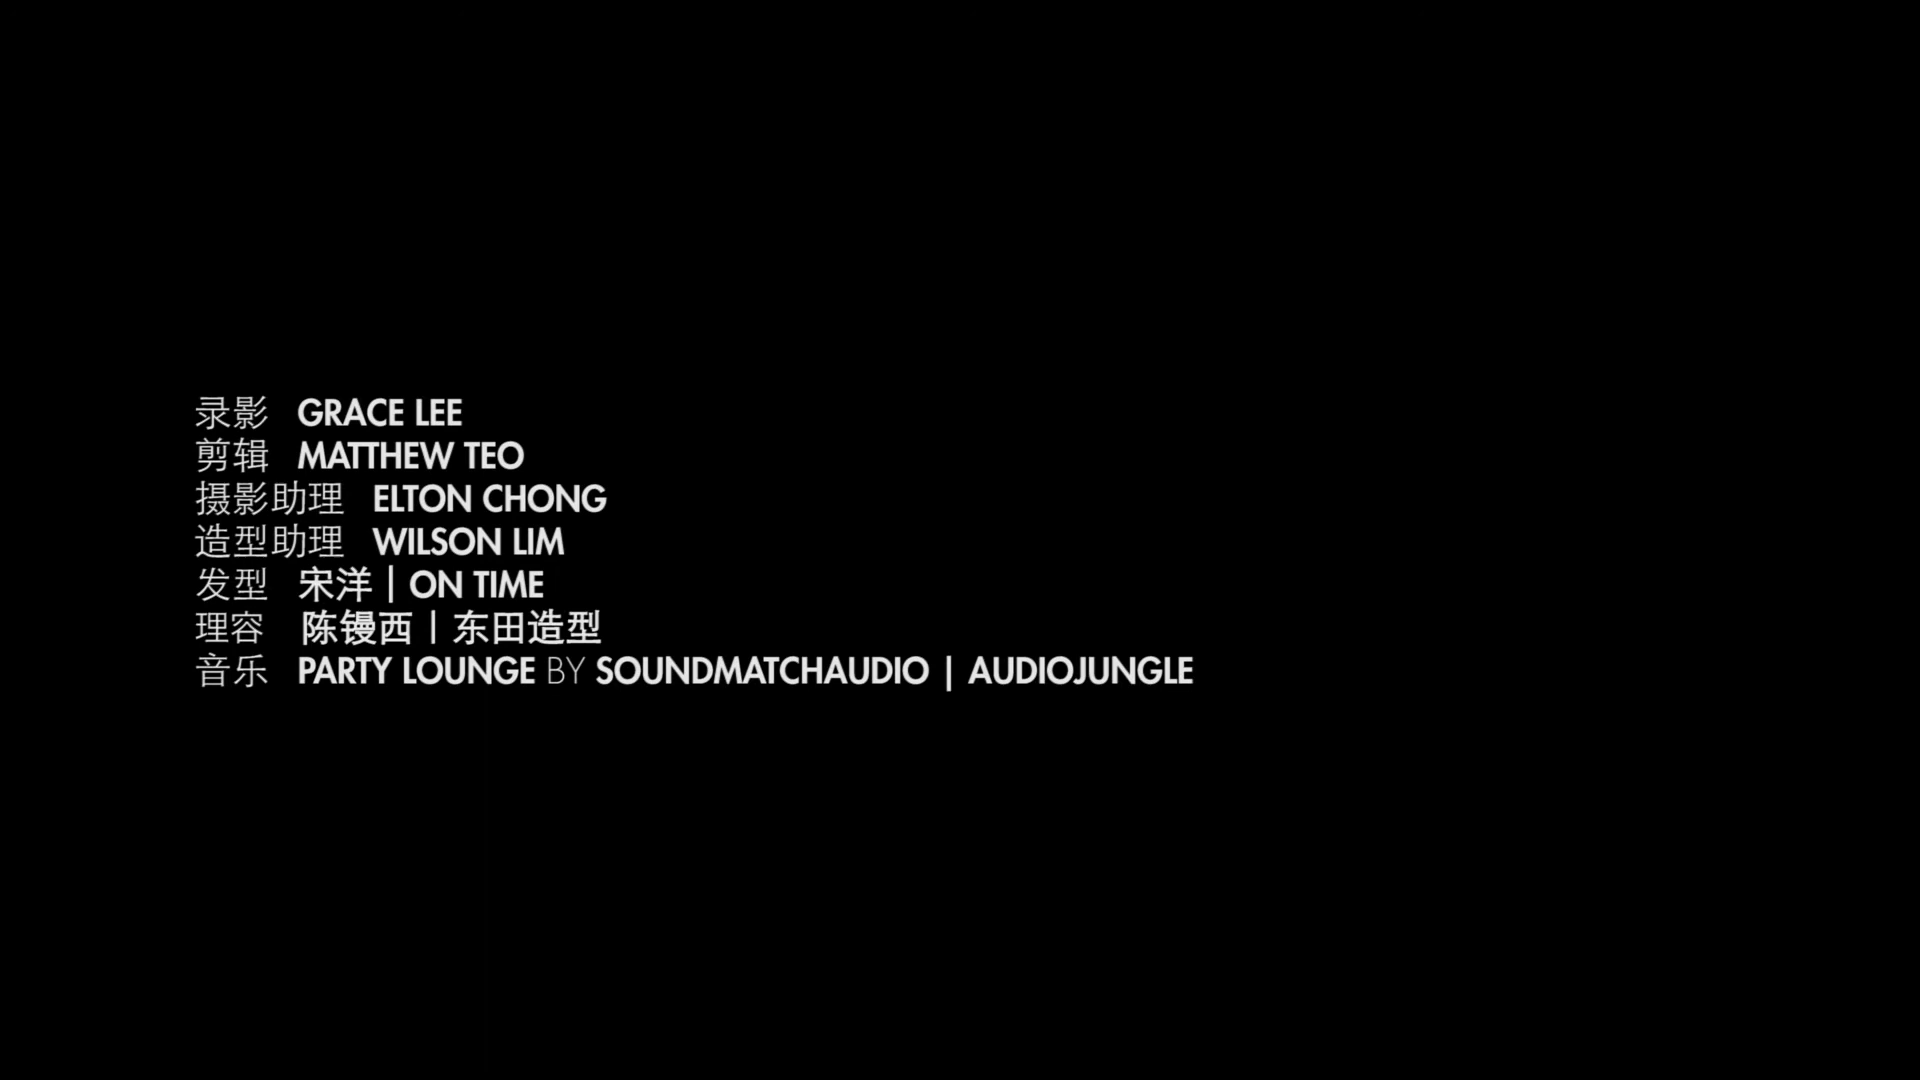 录影 GRACE LEE
剪辑 MATTHEW TEO
摄影助理 ELTON CHONG
造型助理 WILSON LIM
发型 宋洋 | ON TIME
理容 陈镘西 | 东田造型
音乐 PARTY LOUNGE BY SOUNDMATCHAUDIO | AUDIOJUNGLE